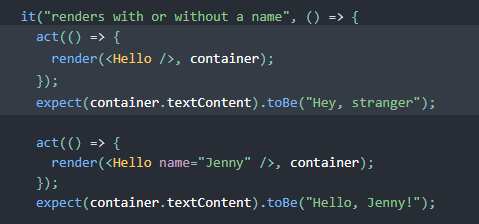 it("renders with or without a name", () => {
  act(() => {
    render(<Hello />, container);
  });
  expect(container.textContent).toBe("Hey, stranger");
  act(() => {
    render(<Hello name="Jenny" />, container);
  });
  expect(container.textContent).toBe("Hello, Jenny!");